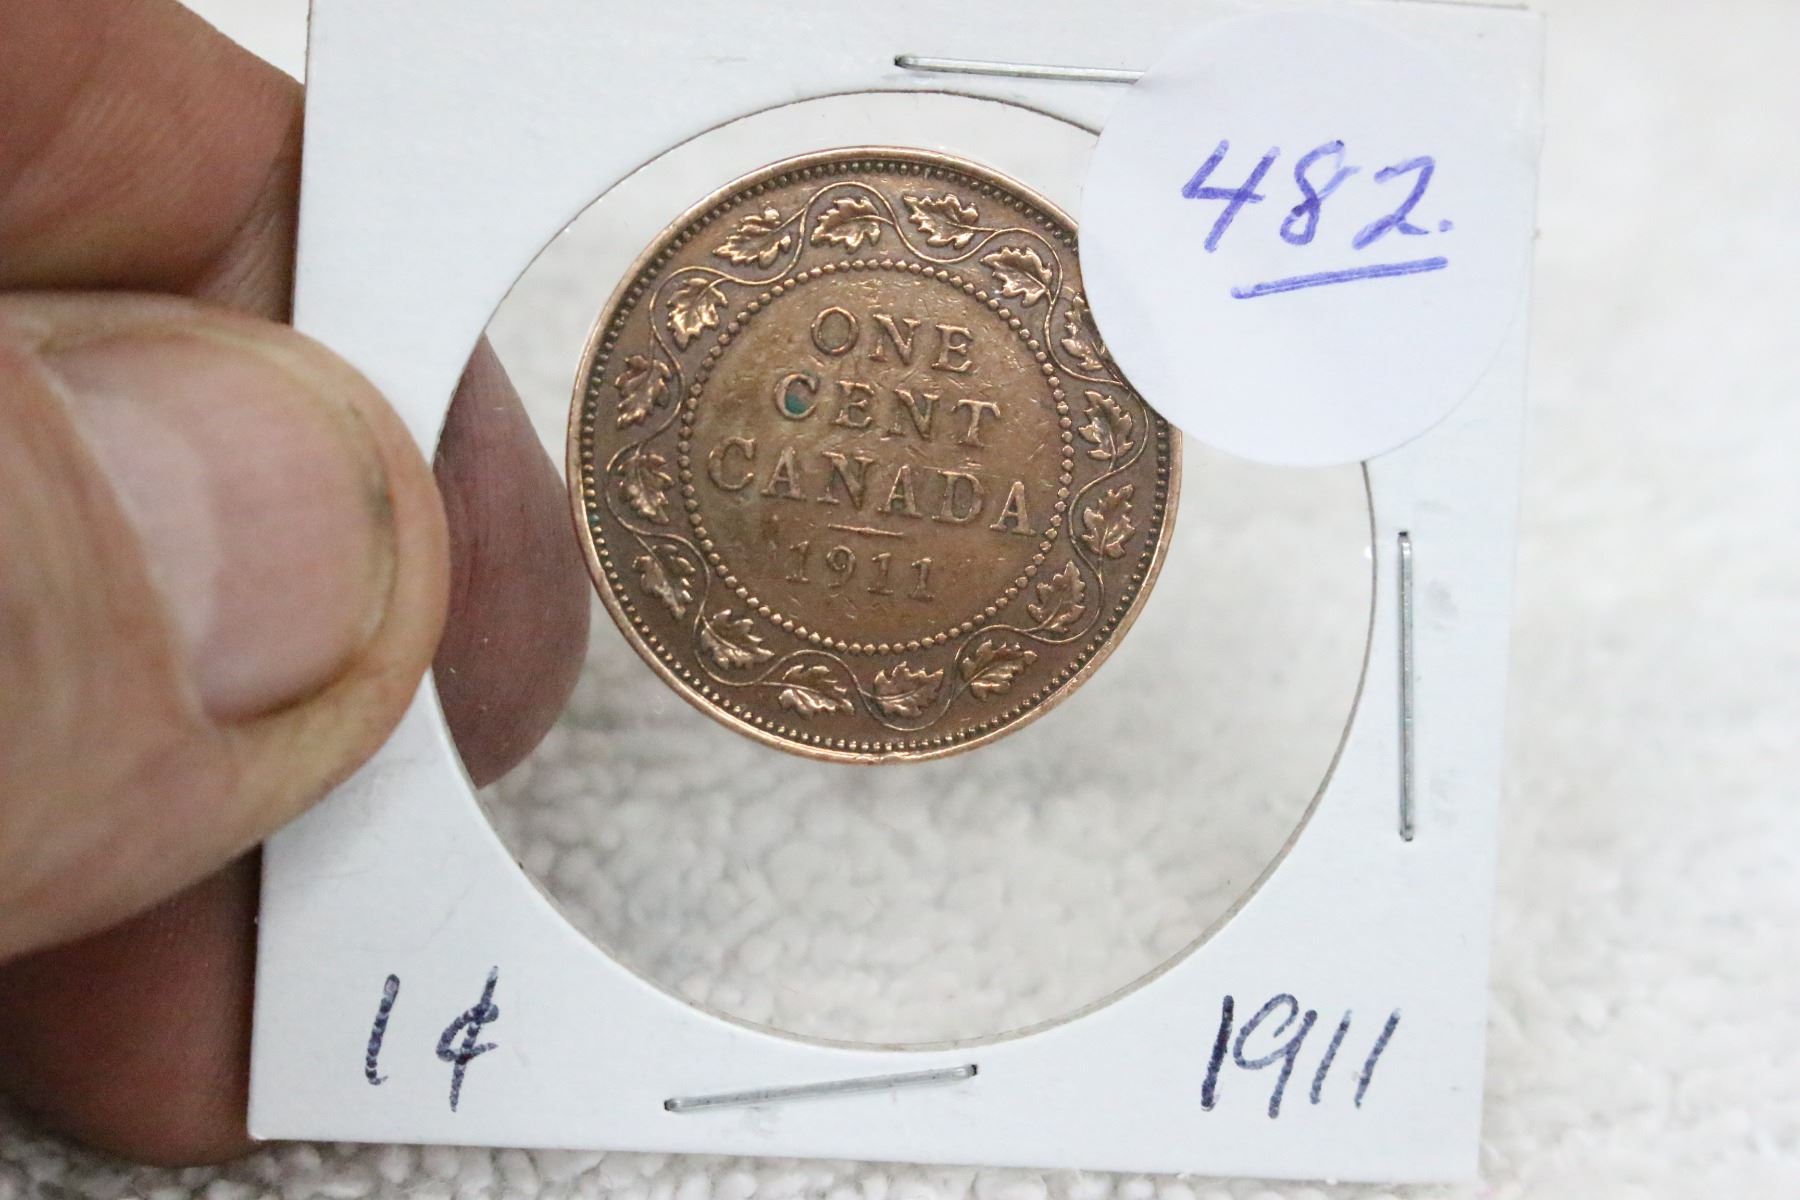 482.
ONE
CENT
CANADA
1911
1¢ 1911